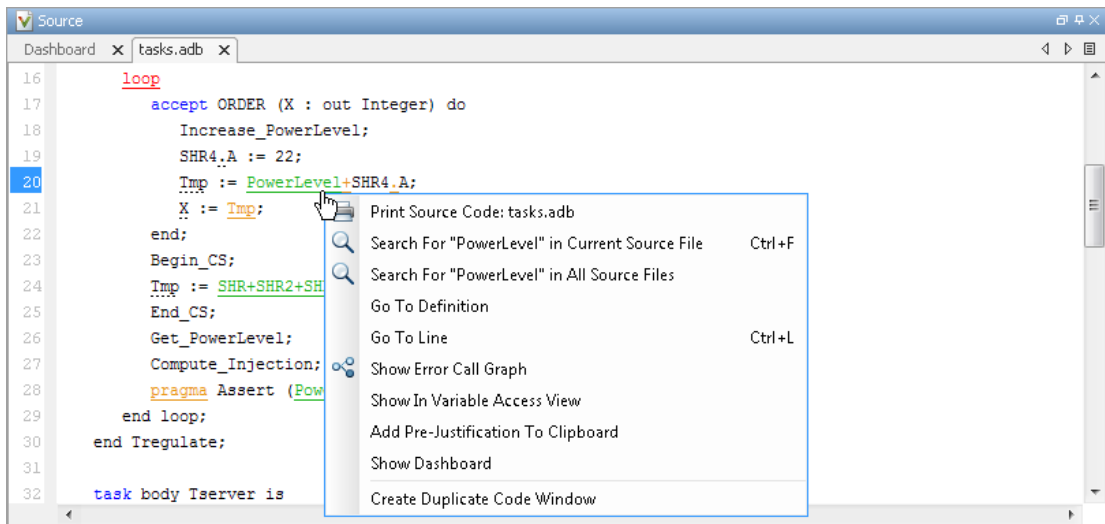 Source
Dashboard tasks.adb
16 loop
17 accept ORDER (X : out Integer) do
18 Increase_PowerLevel;
19 SHR4.A := 22;
20 Tmp := PowerLevel+SHR4.A;
21 X := Tmp;
22 end;
23 Begin_CS;
24 Tmp := SHR+SHR2+SH
25 End_CS;
26 Get_PowerLevel;
27 Compute_Injection;
28 pragma Assert (Pow
29 end loop;
30 end Tregulate;
31
32 task body Tserver is
Print Source Code: tasks.adb
Search For "PowerLevel" in Current Source File Ctrl+F
Search For "PowerLevel" in All Source Files
Go To Definition
Go To Line Ctrl+L
Show Error Call Graph
Show In Variable Access View
Add Pre-Justification To Clipboard
Show Dashboard
Create Duplicate Code Window